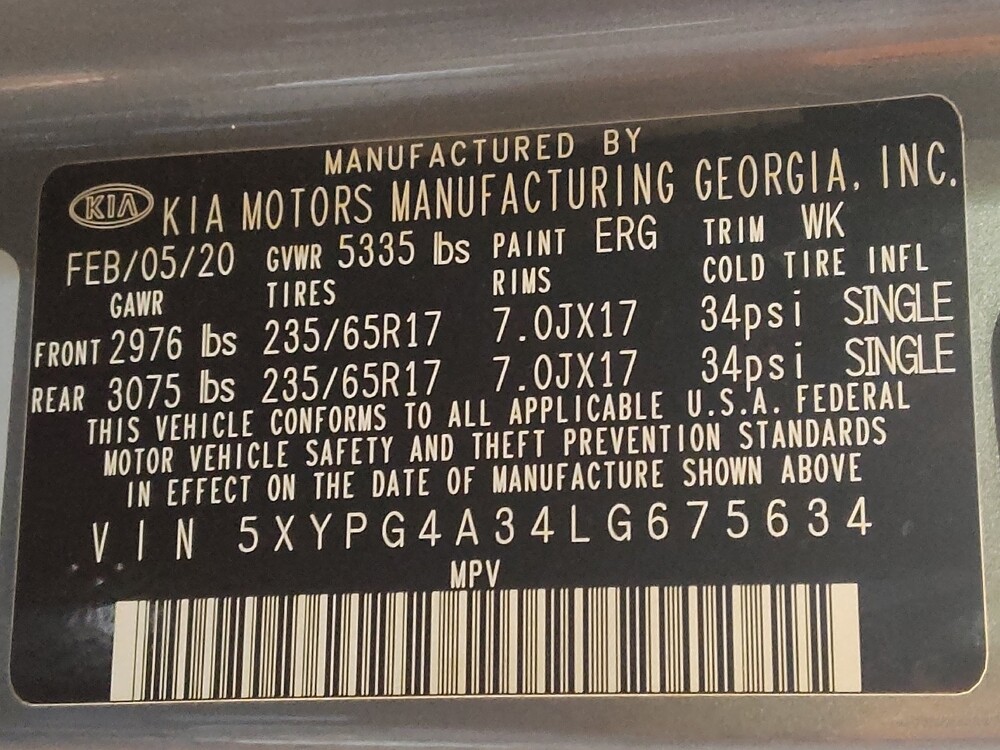 MANUFACTURED BY
KIA KIA MOTORS MANUFACTURING GEORGIA, INC.
FEB/05/20 GVWR 5335 lbs PAINT ERG TRIM WK
GAWR TIRES RIMS COLD TIRE INFL
FRONT 2976 lbs 235/65R17 7.0JX17 34psi SINGLE
REAR 3075 lbs 235/65R17 7.0JX17 34psi SINGLE
THIS VEHICLE CONFORMS TO ALL APPLICABLE U.S.A. FEDERAL
MOTOR VEHICLE SAFETY AND THEFT PREVENTION STANDARDS
IN EFFECT ON THE DATE OF MANUFACTURE SHOWN ABOVE
VIN 5XYPG4A34LG675634
MPV